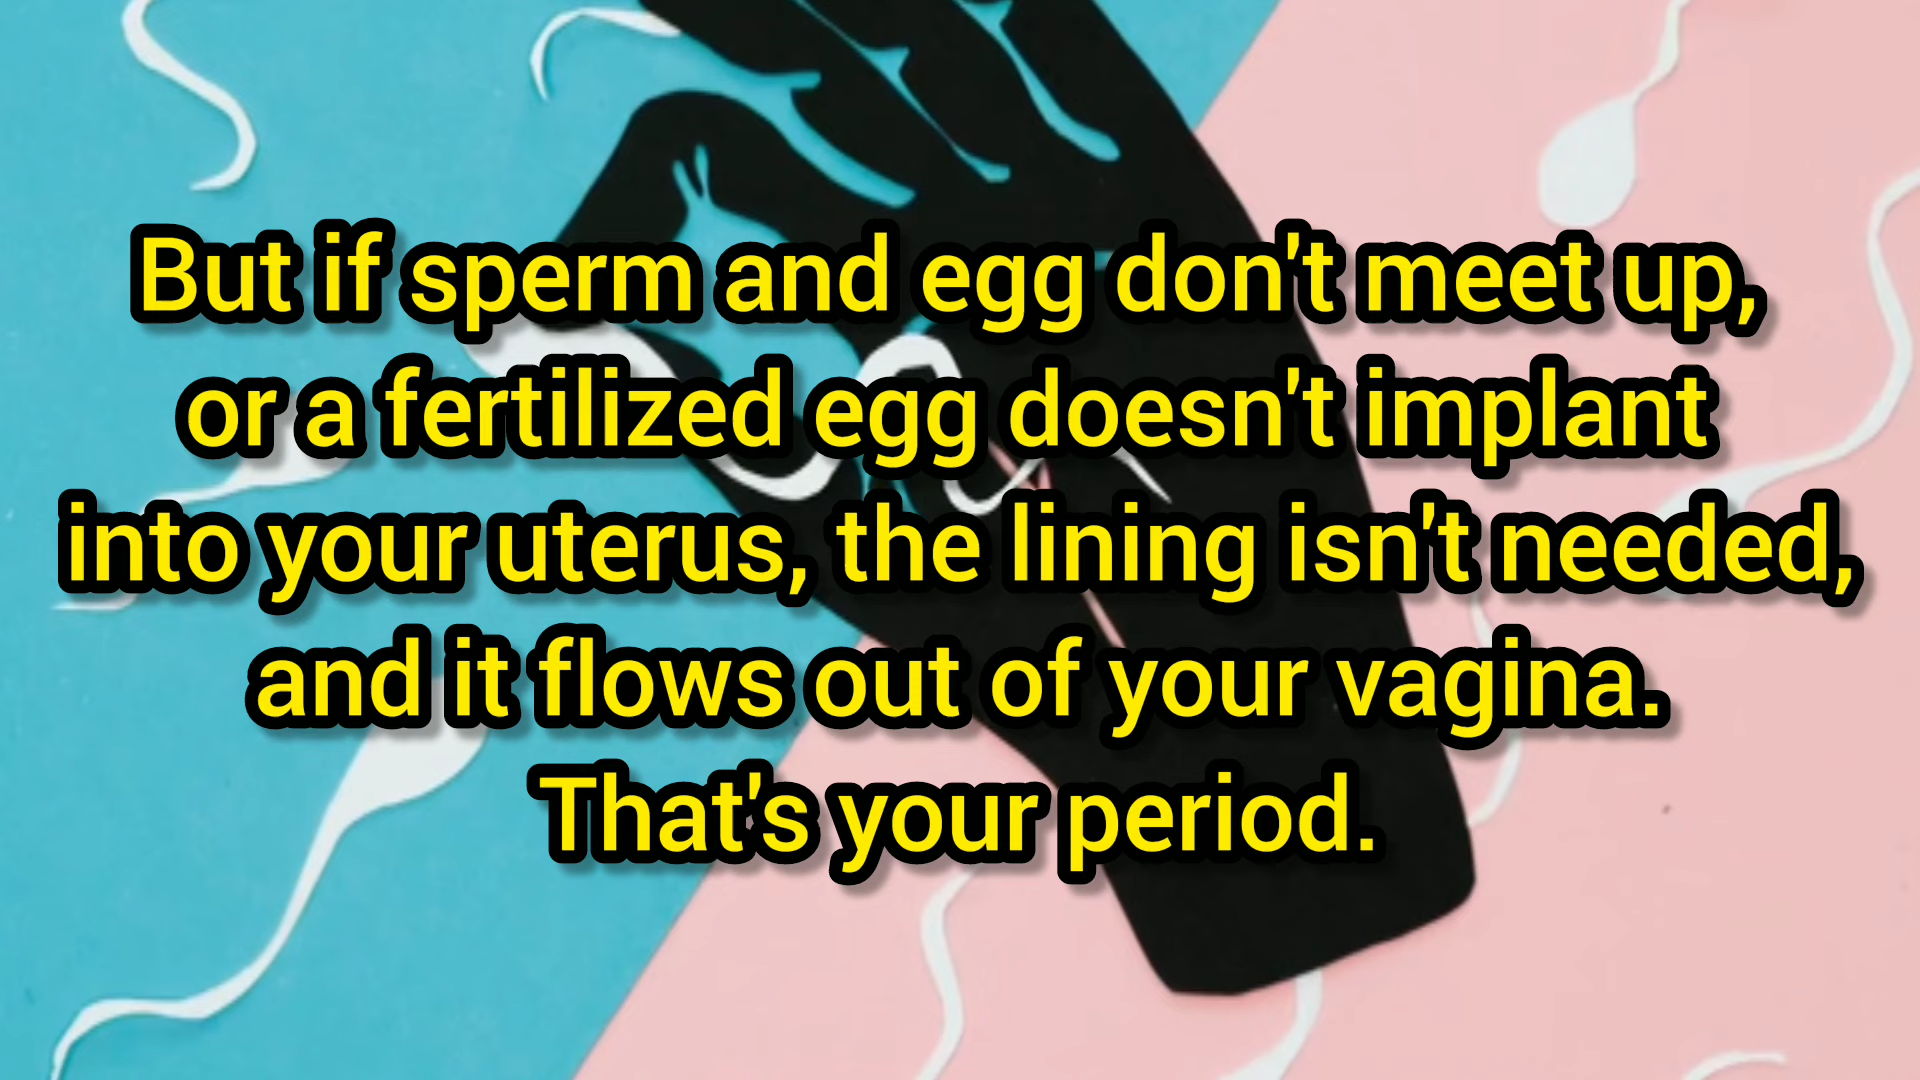 But if sperm and egg don't meet up,
or a fertilized egg doesn't implant
into your uterus, the lining isn't needed,
and it flows out of your vagina.
That's your period.